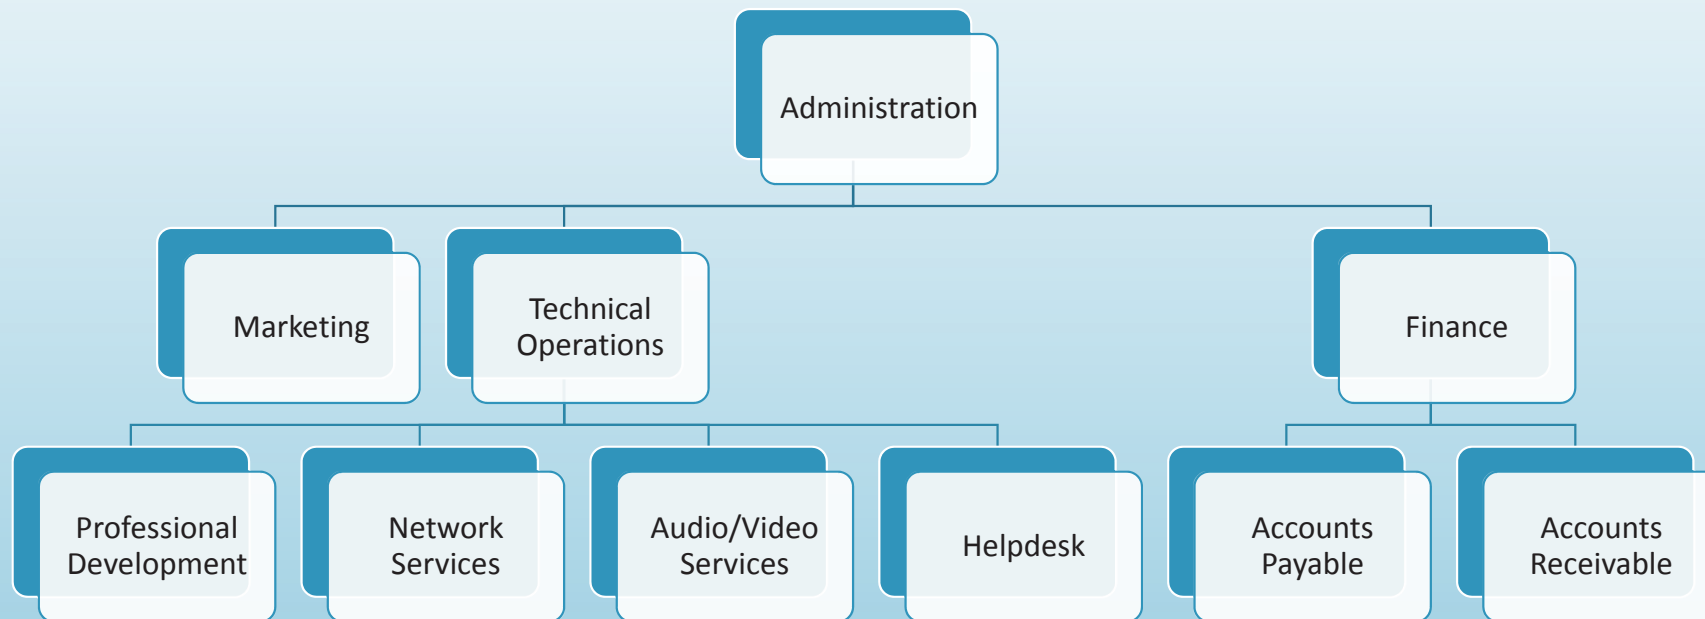 Administration
Marketing
Technical
Operations
Finance
Professional
Development
Network
Services
Audio/Video
Services
Helpdesk
Accounts
Payable
Accounts
Receivable